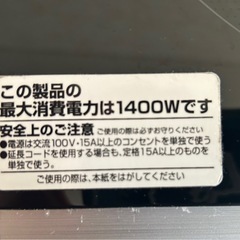 この製品の
最大消費電力は1400Wです
安全上のご注意 ご使用の際は必ずお守りください
●電源は交流100V・15A以上のコンセントを単独で使う。
●延長コードを使用する場合も、定格15A以上のものを
単独で使う。
ご使用の際は、本紙をはがしてください。